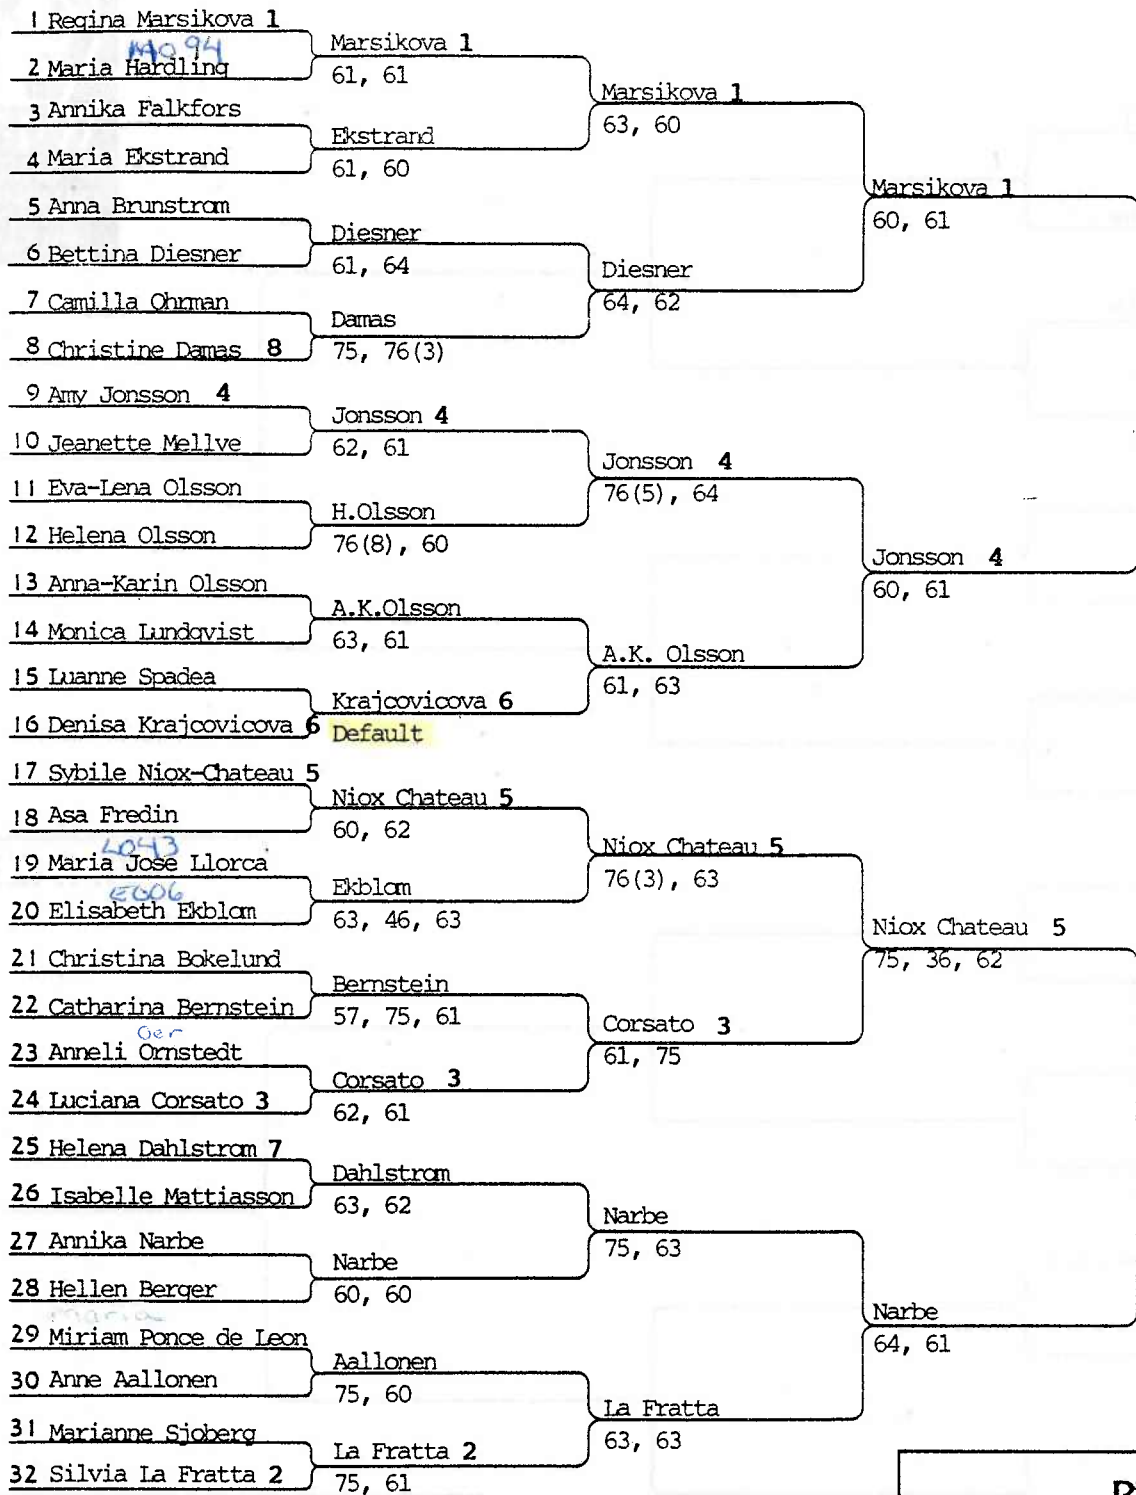 1 Regina Marsikova 1
MO94
2 Maria Hardling
3 Annika Falkfors
4 Maria Ekstrand
5 Anna Brunstrom
6 Bettina Diesner
7 Camilla Ohrman
8 Christine Damas 8
9 Amy Jonsson 4
10 Jeanette Mellve
11 Eva-Lena Olsson
12 Helena Olsson
13 Anna-Karin Olsson
14 Monica Lundqvist
15 Luanne Spadea
16 Denisa Krajcovicova 6
17 Sybile Niox-Chateau 5
18 Asa Fredin
LO43
19 Maria Jose Llorca
EG06
20 Elisabeth Ekblom
21 Christina Bokelund
22 Catharina Bernstein
Oer
23 Anneli Ornstedt
24 Luciana Corsato 3
25 Helena Dahlstrom 7
26 Isabelle Mattiasson
27 Annika Narbe
28 Hellen Berger
maria
29 Miriam Ponce de Leon
30 Anne Aallonen
31 Marianne Sjoberg
32 Silvia La Fratta 2
Marsikova 1
61, 61
Ekstrand
61, 60
Diesner
61, 64
Damas
75, 76(3)
Jonsson 4
62, 61
H.Olsson
76(8), 60
A.K.Olsson
63, 61
Krajcovicova 6
Default
Niox Chateau 5
60, 62
Ekblom
63, 46, 63
Bernstein
57, 75, 61
Corsato 3
62, 61
Dahlstrom
63, 62
Narbe
60, 60
Aallonen
75, 60
La Fratta 2
75, 61
Marsikova 1
63, 60
Diesner
64, 62
Jonsson 4
76(5), 64
A.K. Olsson
61, 63
Niox Chateau 5
76(3), 63
Corsato 3
61, 75
Narbe
75, 63
La Fratta
63, 63
Marsikova 1
60, 61
Jonsson 4
60, 61
Niox Chateau 5
75, 36, 62
Narbe
64, 61